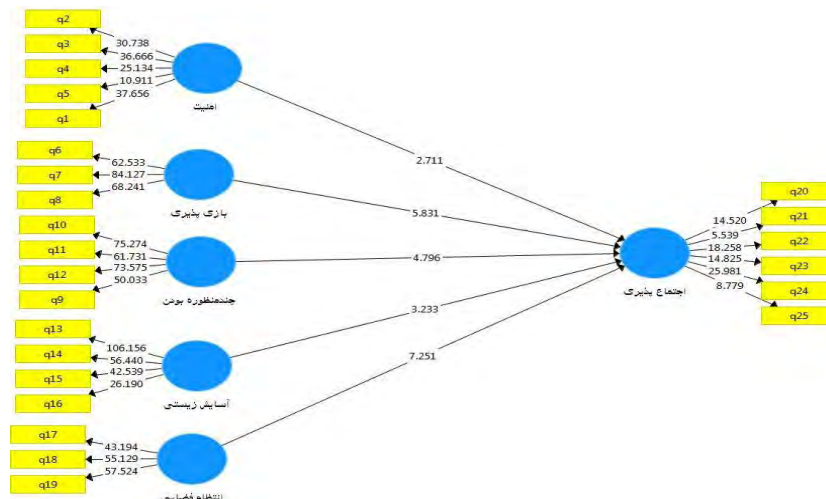 q2
q3
q4
q5
q1
30.738
36.666
25.134
10.911
37.656
امنیت
2.711
q6
q7
q8
62.533
84.127
68.241
بازی پذیری
5.831
q10
q11
q12
q9
75.274
61.731
73.575
50.033
چندمنظوره بودن
4.796
q13
q14
q15
q16
106.156
56.440
42.539
26.190
آسایش زیستی
3.233
q17
q18
q19
43.194
55.129
57.524
انتظام فضایی
7.251
اجتماع پذیری
14.520
5.539
18.258
14.825
25.981
8.779
q20
q21
q22
q23
q24
q25